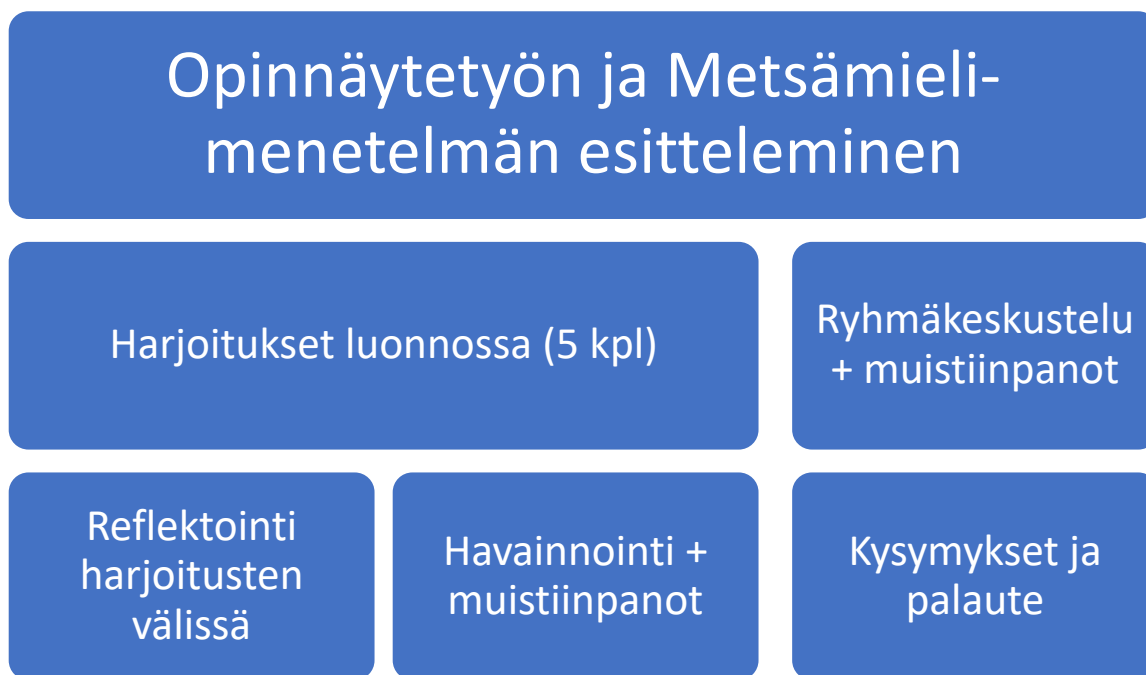 Opinnäytetyön ja Metsämieli-
menetelmän esitteleminen
Harjoitukset luonnossa (5 kpl)
Ryhmäkeskustelu
+ muistiinpanot
Reflektointi
harjoitusten
välissä
Havainnointi +
muistiinpanot
Kysymykset ja
palaute